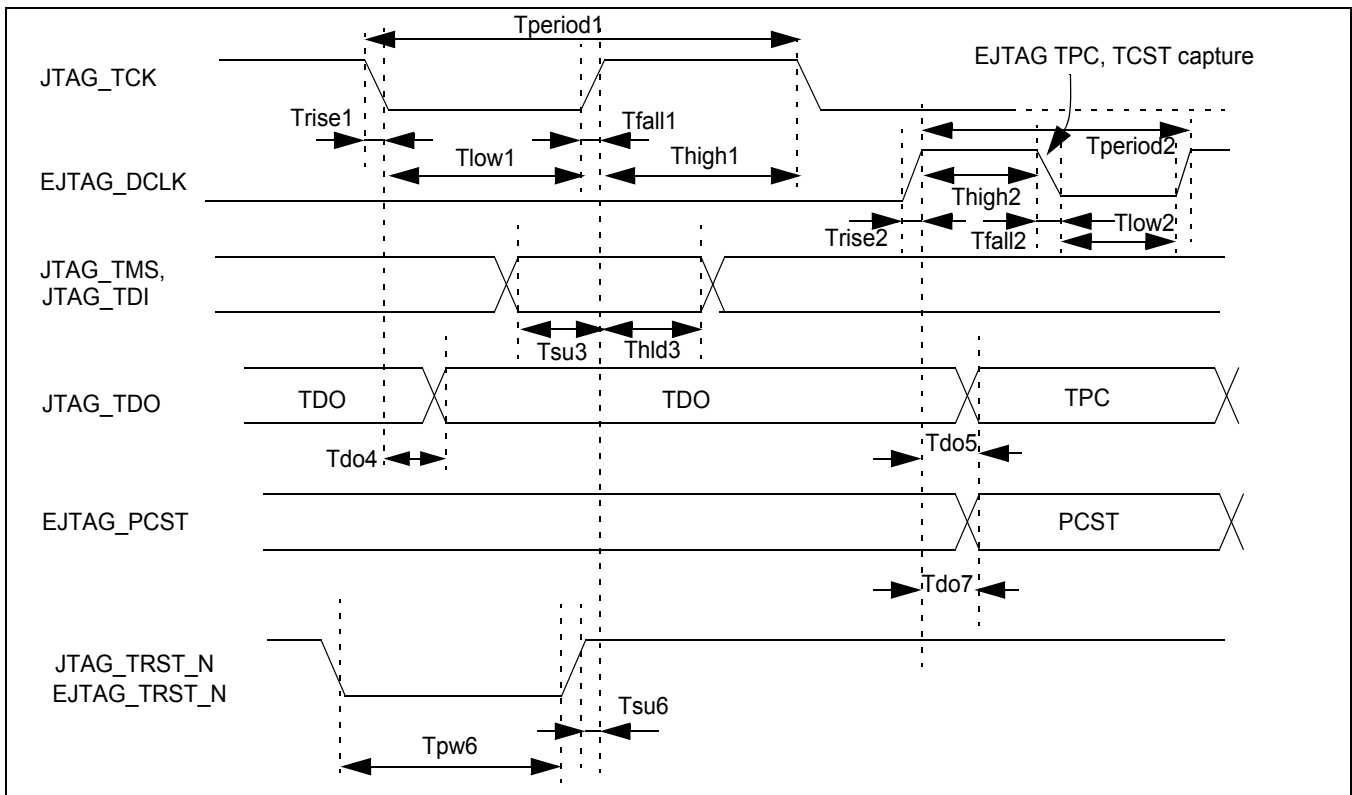 Tperiod1
EJTAG TPC, TCST capture
JTAG_TCK
Trise1
Tfall1
Tperiod2
Tlow1
Thigh1
EJTAG_DCLK
Thigh2
Trise2
Tfall2
Tlow2
JTAG_TMS,
JTAG_TDI
Tsu3
Thld3
JTAG_TDO
TDO
TDO
TPC
Tdo4
Tdo5
EJTAG_PCST
PCST
Tdo7
JTAG_TRST_N
EJTAG_TRST_N
Tsu6
Tpw6